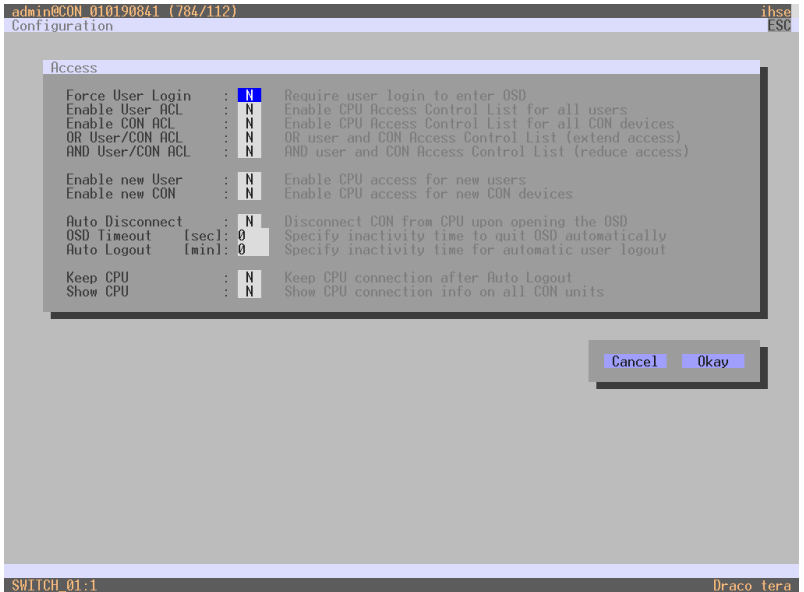 admin@CON_010190841 (784/112) ihse
Configuration ESC
Access
Force User Login : N Require user login to enter OSD
Enable User ACL : N Enable CPU Access Control List for all users
Enable CON ACL : N Enable CPU Access Control List for all CON devices
OR User/CON ACL : N OR user and CON Access Control List (extend access)
AND User/CON ACL : N AND user and CON Access Control List (reduce access)
Enable new User : N Enable CPU access for new users
Enable new CON : N Enable CPU access for new CON devices
Auto Disconnect : N Disconnect CON from CPU upon opening the OSD
OSD Timeout [sec]: 0 Specify inactivity time to quit OSD automatically
Auto Logout [min]: 0 Specify inactivity time for automatic user logout
Keep CPU : N Keep CPU connection after Auto Logout
Show CPU : N Show CPU connection info on all CON units
Cancel Okay
SWITCH_01:1 Draco tera